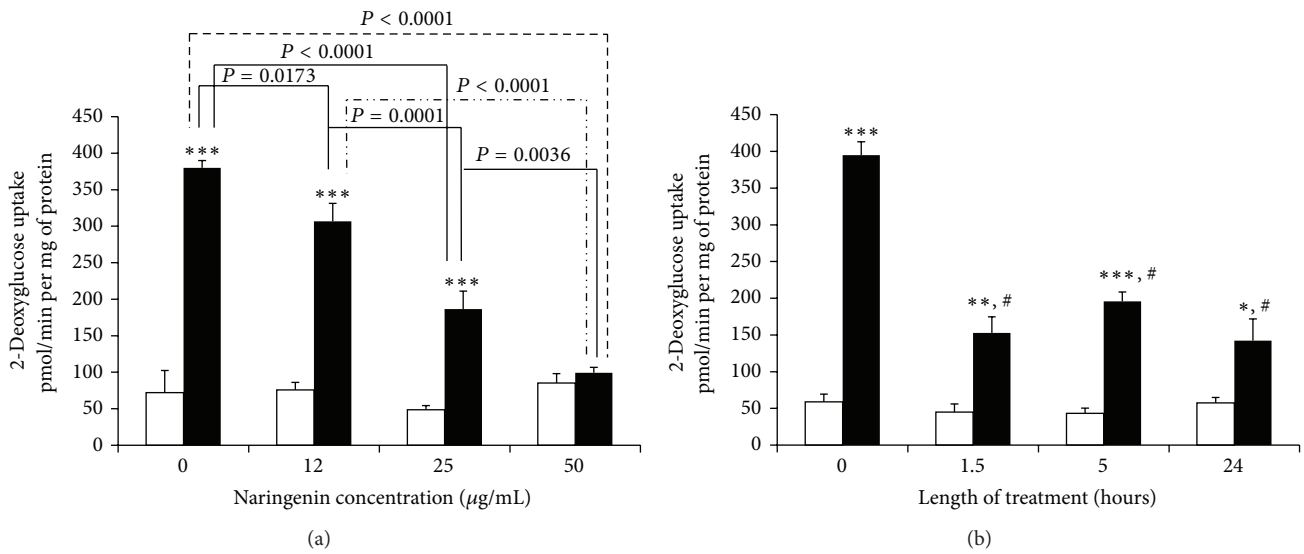 P < 0.0001
P < 0.0001
P = 0.0173
P < 0.0001
P = 0.0001
P = 0.0036
2-Deoxyglucose uptake
pmol/min per mg of protein
450
400
350
300
250
200
150
100
50
0
***
***
***
0 12 25 50
Naringenin concentration (μg/mL)
(a)
2-Deoxyglucose uptake
pmol/min per mg of protein
450
400
350
300
250
200
150
100
50
0
***
**, #
***, #
*, #
0 1.5 5 24
Length of treatment (hours)
(b)